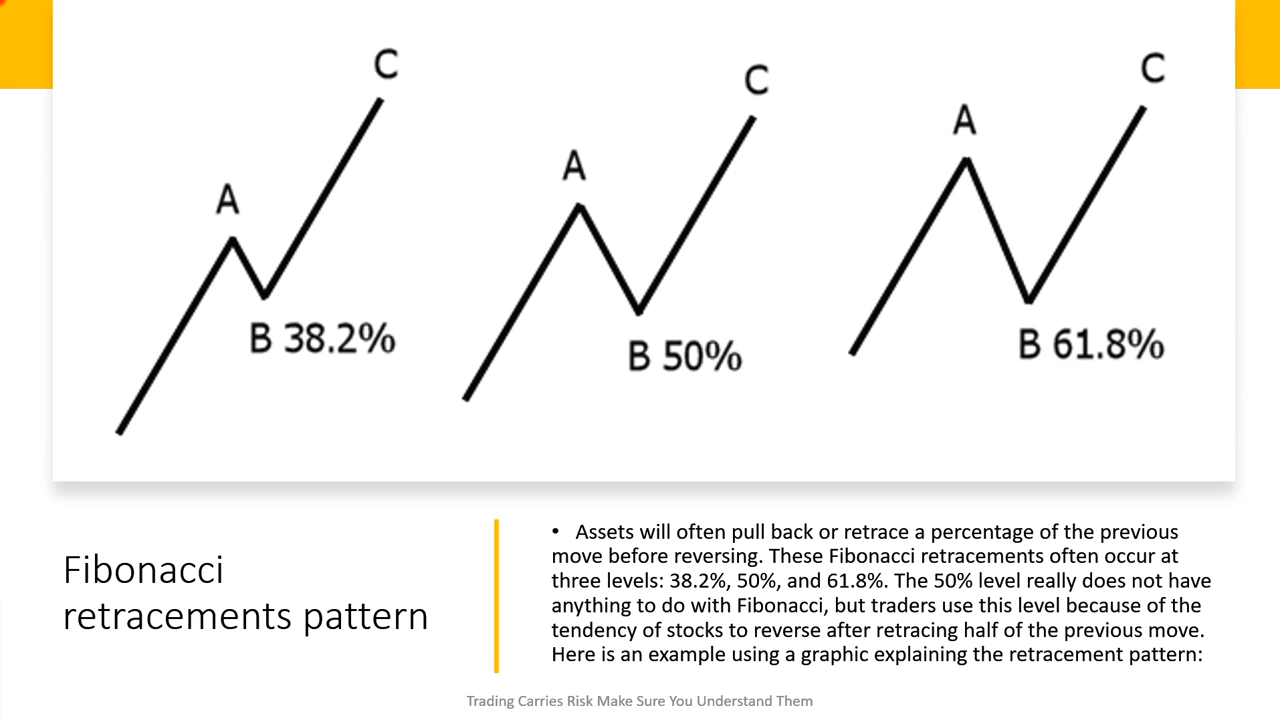 C
A
B 38.2%
C
A
B 50%
C
A
B 61.8%
Fibonacci
retracements pattern
• Assets will often pull back or retrace a percentage of the previous
move before reversing. These Fibonacci retracements often occur at
three levels: 38.2%, 50%, and 61.8%. The 50% level really does not have
anything to do with Fibonacci, but traders use this level because of the
tendency of stocks to reverse after retracing half of the previous move.
Here is an example using a graphic explaining the retracement pattern:
Trading Carries Risk Make Sure You Understand Them